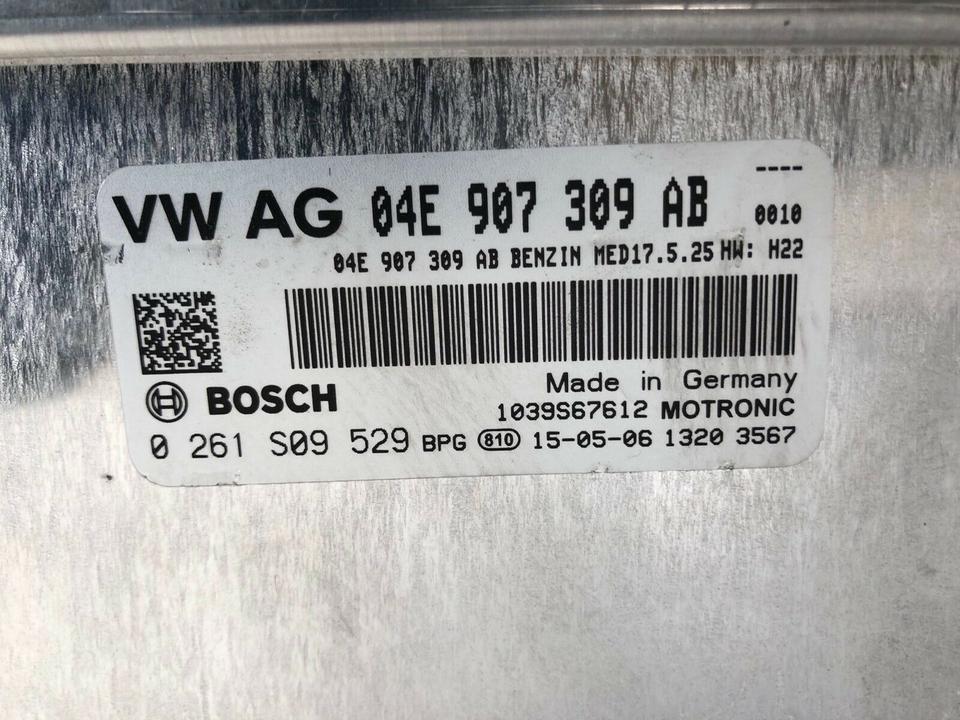 ----
VW AG 04E 907 309 AB 0010
04E 907 309 AB BENZIN MED17.5.25 HW: H22
BOSCH
Made in Germany
1039S67612 MOTRONIC
0 261 S09 529 BPG 810 15-05-06 1320 3567